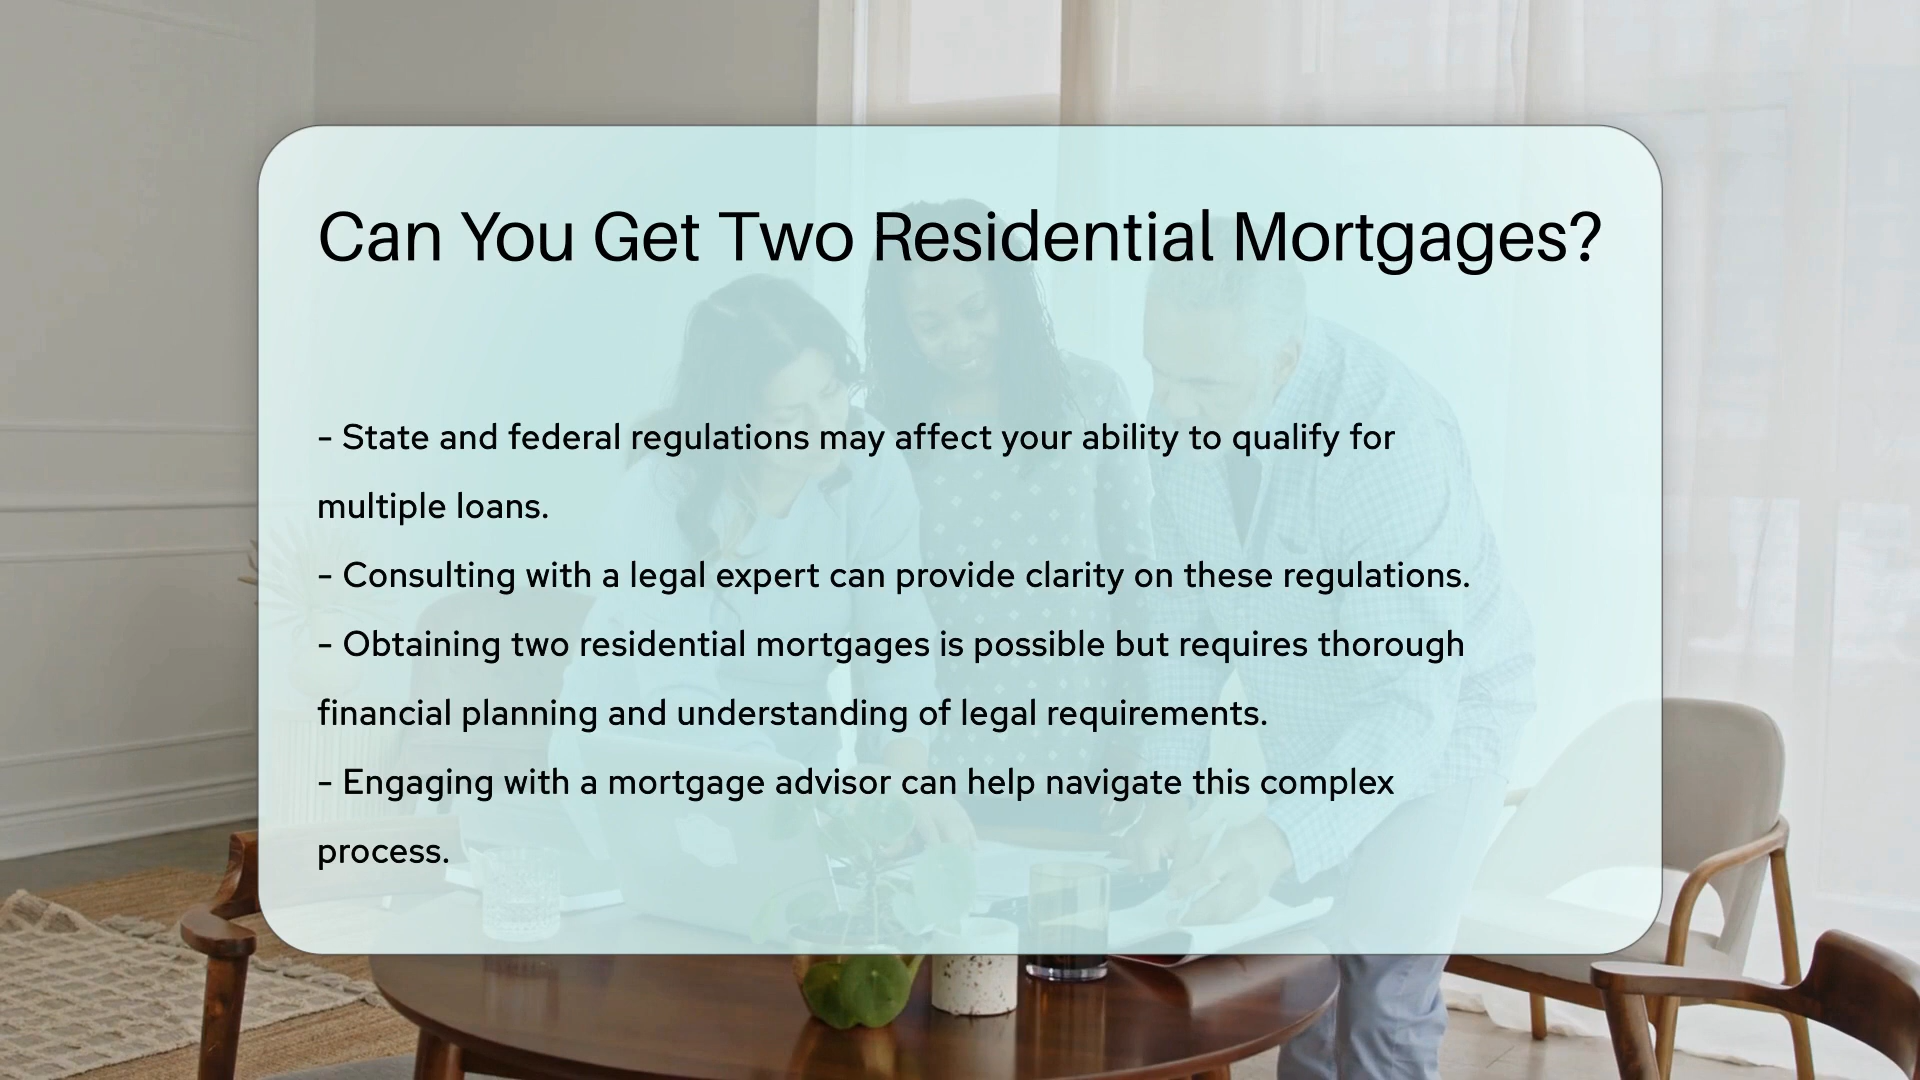 Can You Get Two Residential Mortgages?
- State and federal regulations may affect your ability to qualify for
multiple loans.
- Consulting with a legal expert can provide clarity on these regulations.
- Obtaining two residential mortgages is possible but requires thorough
financial planning and understanding of legal requirements.
- Engaging with a mortgage advisor can help navigate this complex
process.